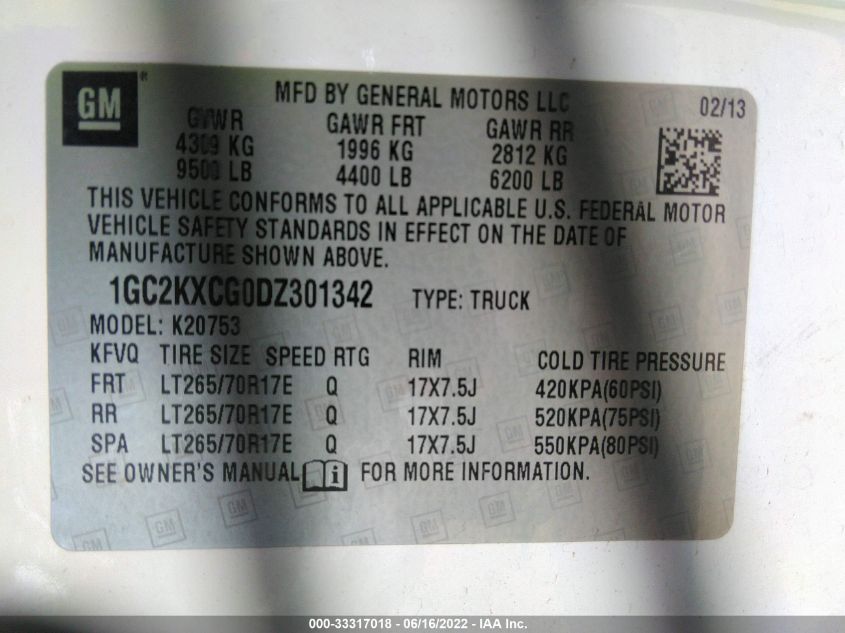 GM ® MFD BY GENERAL MOTORS LLC 02/13
GVWR GAWR FRT GAWR RR
4309 KG 1996 KG 2812 KG
9500 LB 4400 LB 6200 LB
THIS VEHICLE CONFORMS TO ALL APPLICABLE U.S. FEDERAL MOTOR
VEHICLE SAFETY STANDARDS IN EFFECT ON THE DATE OF
MANUFACTURE SHOWN ABOVE.
1GC2KXCG0DZ301342 TYPE: TRUCK
MODEL: K20753
KFVQ TIRE SIZE SPEED RTG RIM COLD TIRE PRESSURE
FRT LT265/70R17E Q 17X7.5J 420KPA(60PSI)
RR LT265/70R17E Q 17X7.5J 520KPA(75PSI)
SPA LT265/70R17E Q 17X7.5J 550KPA(80PSI)
SEE OWNER'S MANUAL i FOR MORE INFORMATION.
000-33317018 - 06/16/2022 - IAA Inc.